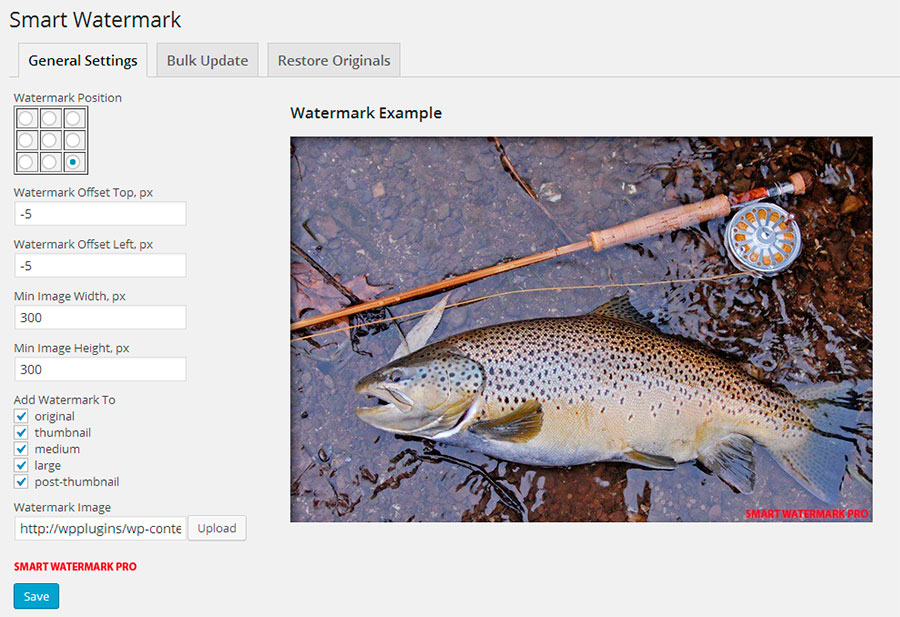 Smart Watermark
General Settings
Bulk Update
Restore Originals
Watermark Position
Watermark Offset Top, px
-5
Watermark Offset Left, px
-5
Min Image Width, px
300
Min Image Height, px
300
Add Watermark To
original
thumbnail
medium
large
post-thumbnail
Watermark Image
http://wpplugins/wp-conte
Upload
SMART WATERMARK PRO
Save
Watermark Example
SMART WATERMARK PRO